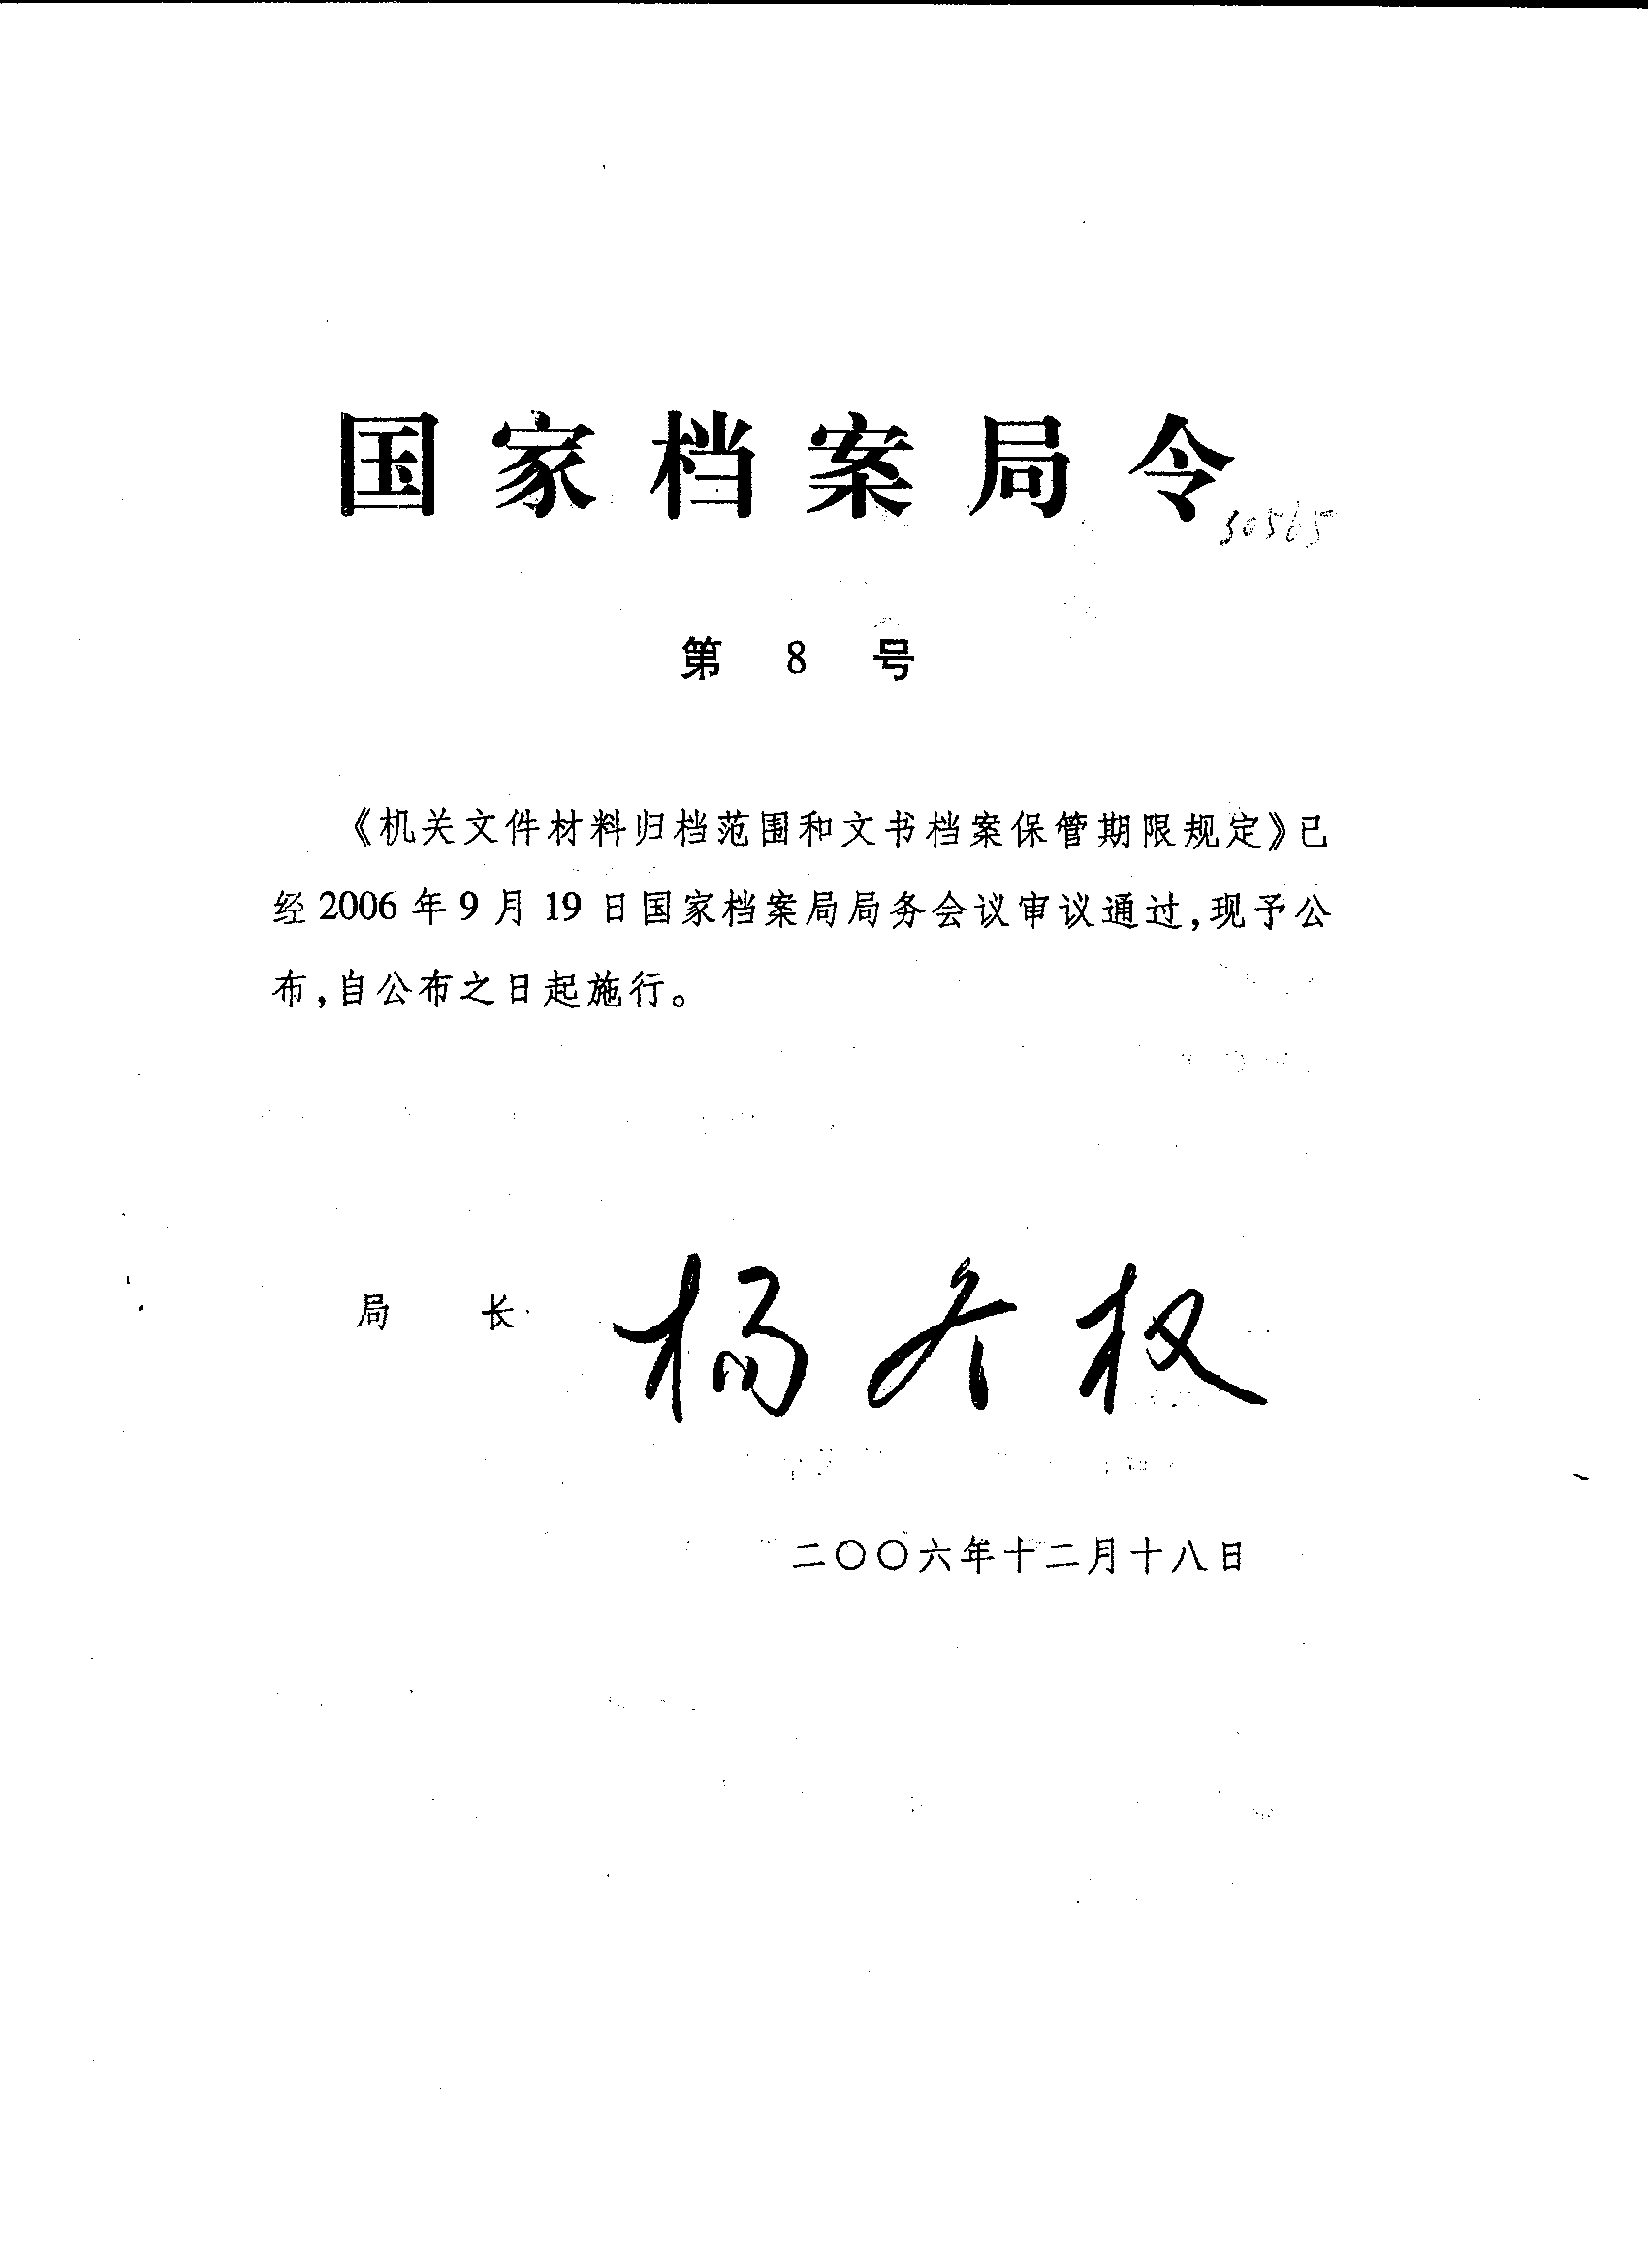 国家档案局令
30565
第 8 号
《机关文件材料归档范围和文书档案保管期限规定》已
经2006年9月19日国家档案局局务会议审议通过,现予公
布,自公布之日起施行。
局 长 杨冬权
二〇〇六年十二月十八日